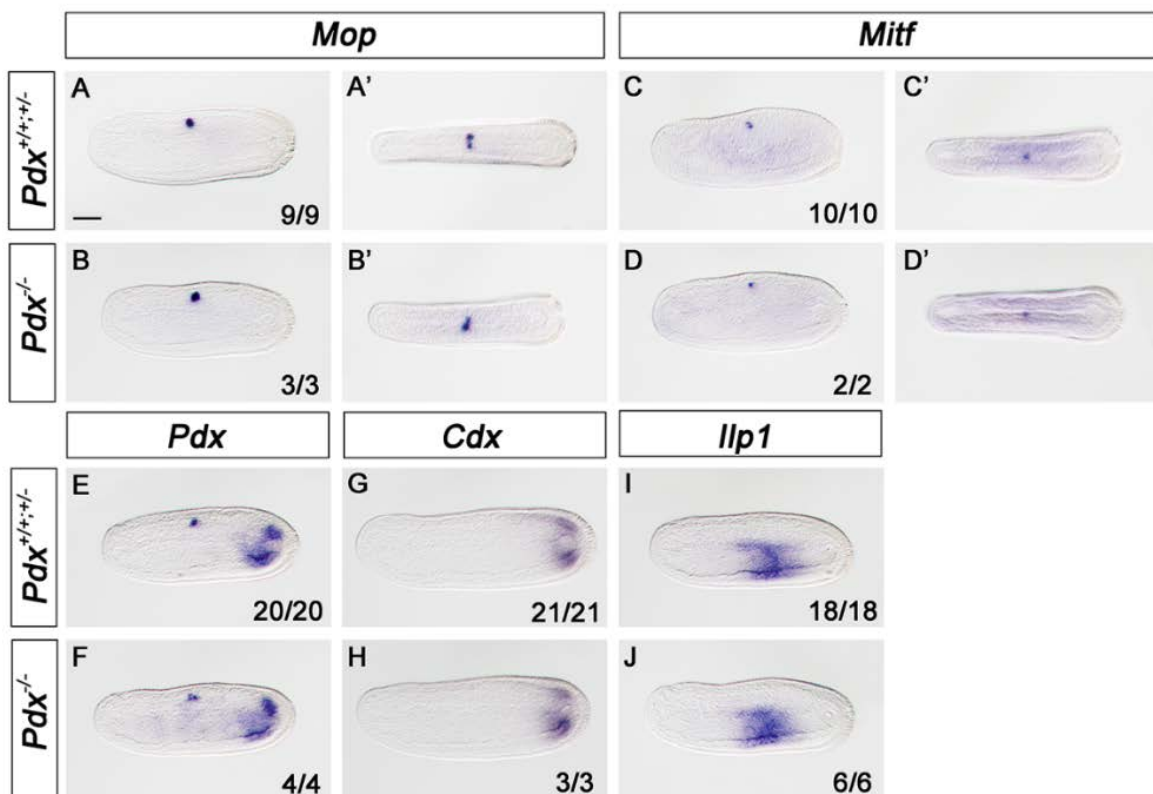 Mop
Mitf
Pdx+/+;+/-
A
A’
C
C’
9/9
10/10
Pdx-/-
B
B’
D
D’
3/3
2/2
Pdx
Cdx
Ilp1
Pdx+/+;+/-
E
G
I
20/20
21/21
18/18
Pdx-/-
F
H
J
4/4
3/3
6/6